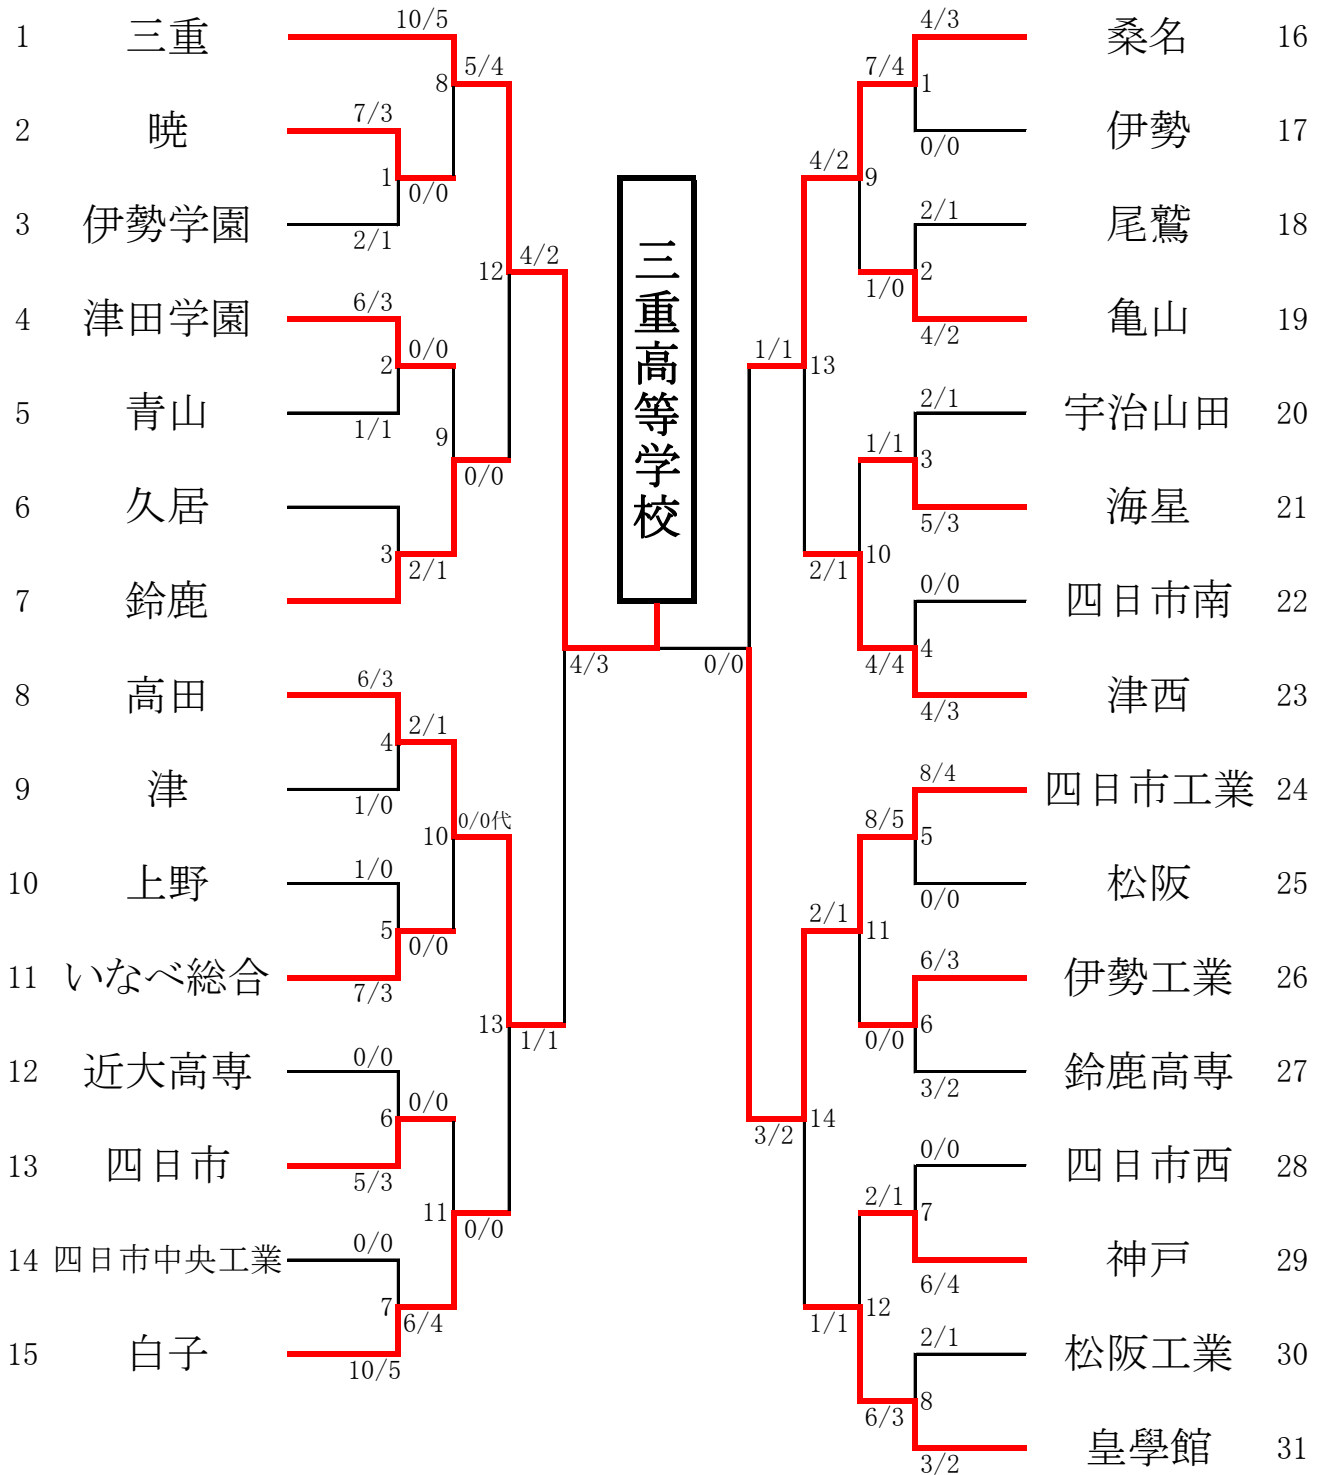 10/5
1 三重
5/4
8
7/3
2 暁
1
0/0
3 伊勢学園
2/1
12
4/2
6/3
4 津田学園
0/0
2
5 青山
1/1
9
0/0
6 久居
3
2/1
7 鈴鹿
4/3
6/3
8 高田
2/1
4
9 津
1/0
10
0/0代
1/0
10 上野
5
0/0
11 いなべ総合
7/3
13
1/1
0/0
12 近大高専
0/0
6
13 四日市
5/3
11
0/0
0/0
14 四日市中央工業
7
6/4
15 白子
10/5
三重高等学校
4/3
桑名 16
7/4
1
伊勢 17
0/0
4/2
9
2/1
尾鷲 18
2
1/0
亀山 19
4/2
1/1
13
2/1
宇治山田 20
1/1
3
海星 21
5/3
10
2/1
0/0
四日市南 22
4
4/4
津西 23
4/3
0/0
8/4
四日市工業 24
8/5
5
松阪 25
0/0
2/1
11
6/3
伊勢工業 26
6
0/0
鈴鹿高専 27
3/2
14
3/2
0/0
四日市西 28
2/1
7
神戸 29
6/4
12
1/1
2/1
松阪工業 30
8
6/3
皇學館 31
3/2